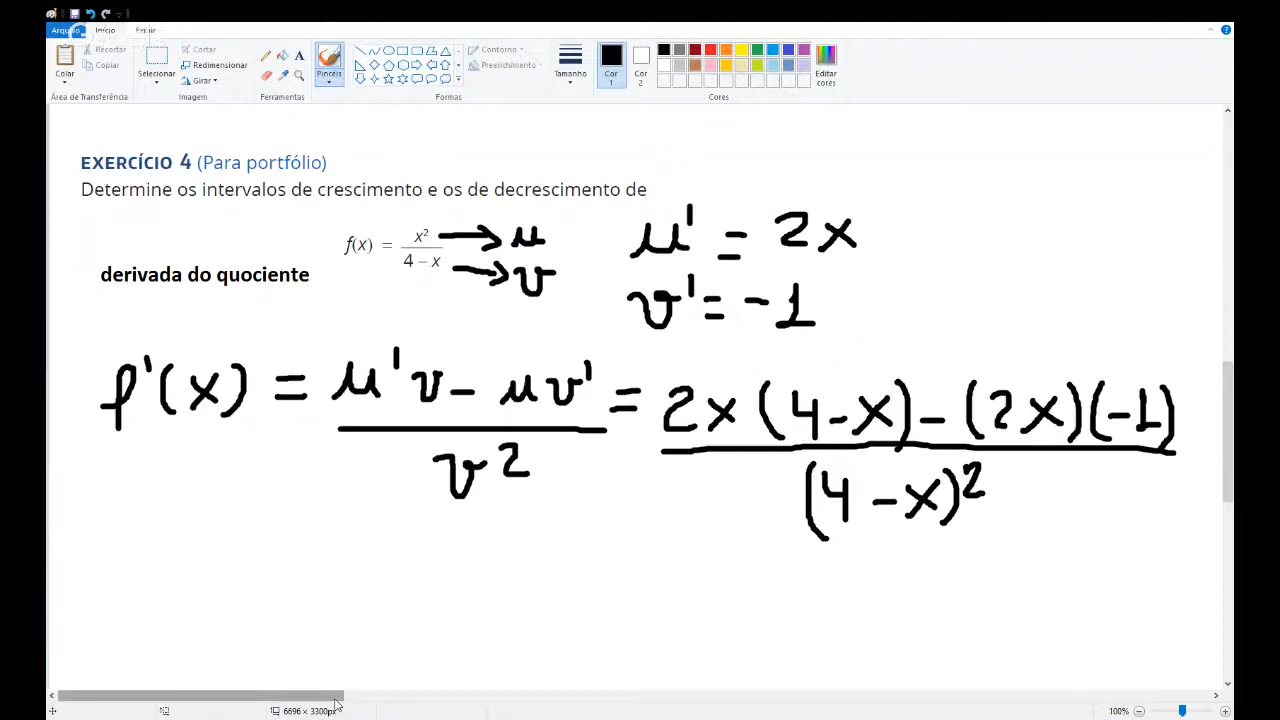 Arquivo Início Exibir
Colar Recortar Copiar Selecionar Cortar Redimensionar Girar Pincéis Contorno Preenchimento Tamanho Cor 1 Cor 2 Editar cores
Área de Transferência Imagem Ferramentas Formas Cores
EXERCÍCIO 4 (Para portfólio)
Determine os intervalos de crescimento e os de decrescimento de
f(x) = x² / 4 – x
μ
v
μ' = 2x
v' = -1
derivada do quociente
f'(x) = μ'v - μv' / v² = 2x(4-x) - (2x)(-1) / (4-x)²
6696 × 3300px
100%